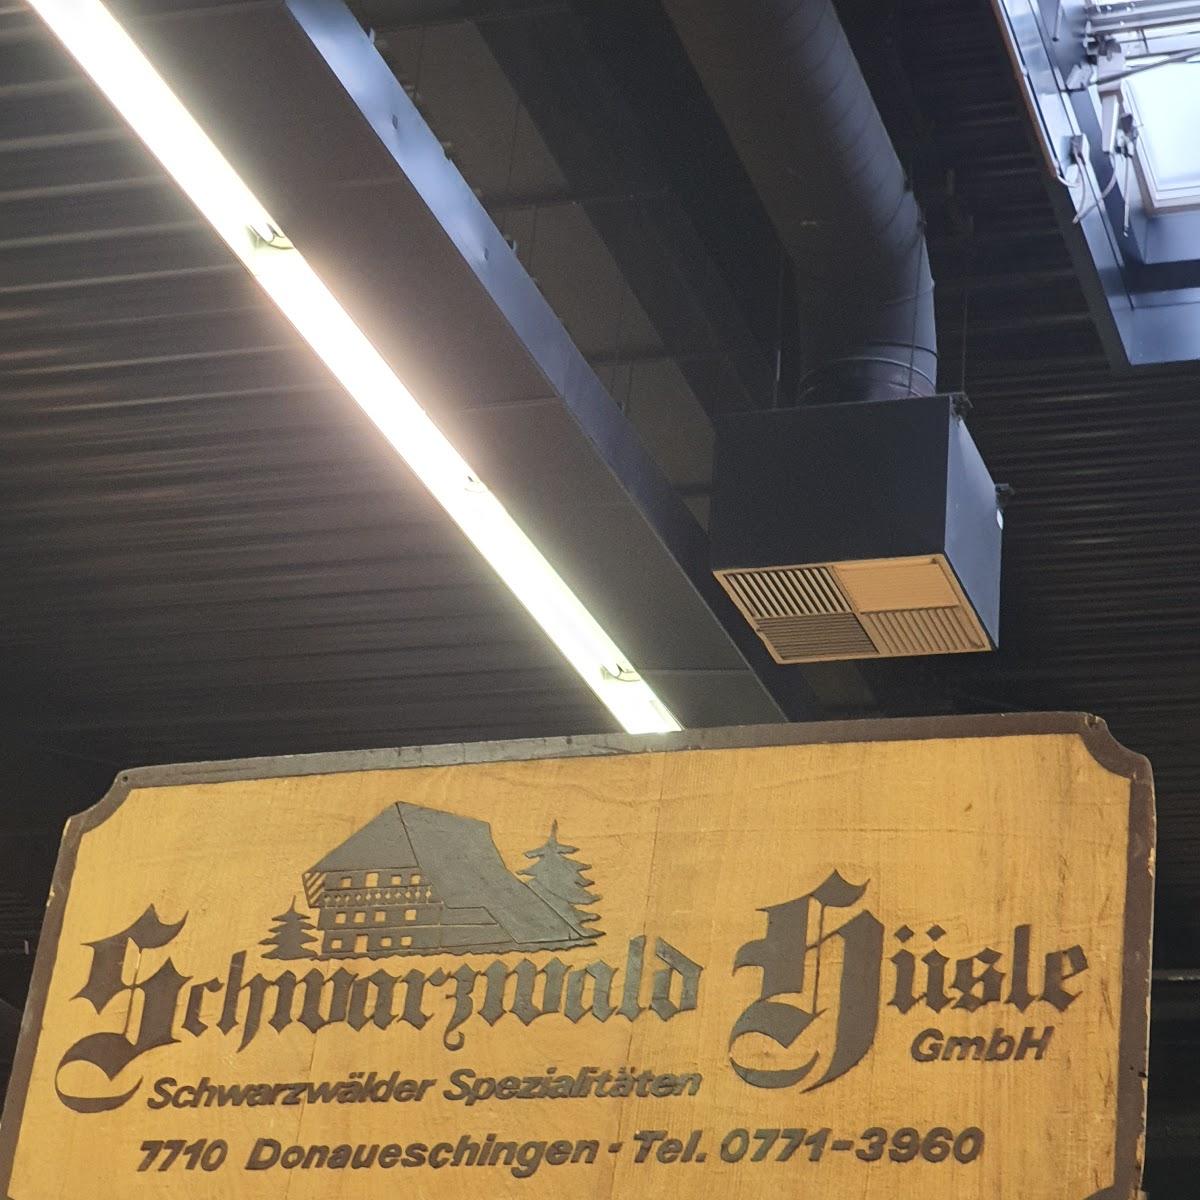 Schwarzwald Hüsle
GmbH
Schwarzwälder Spezialitäten
7710 Donaueschingen · Tel. 0771-3960